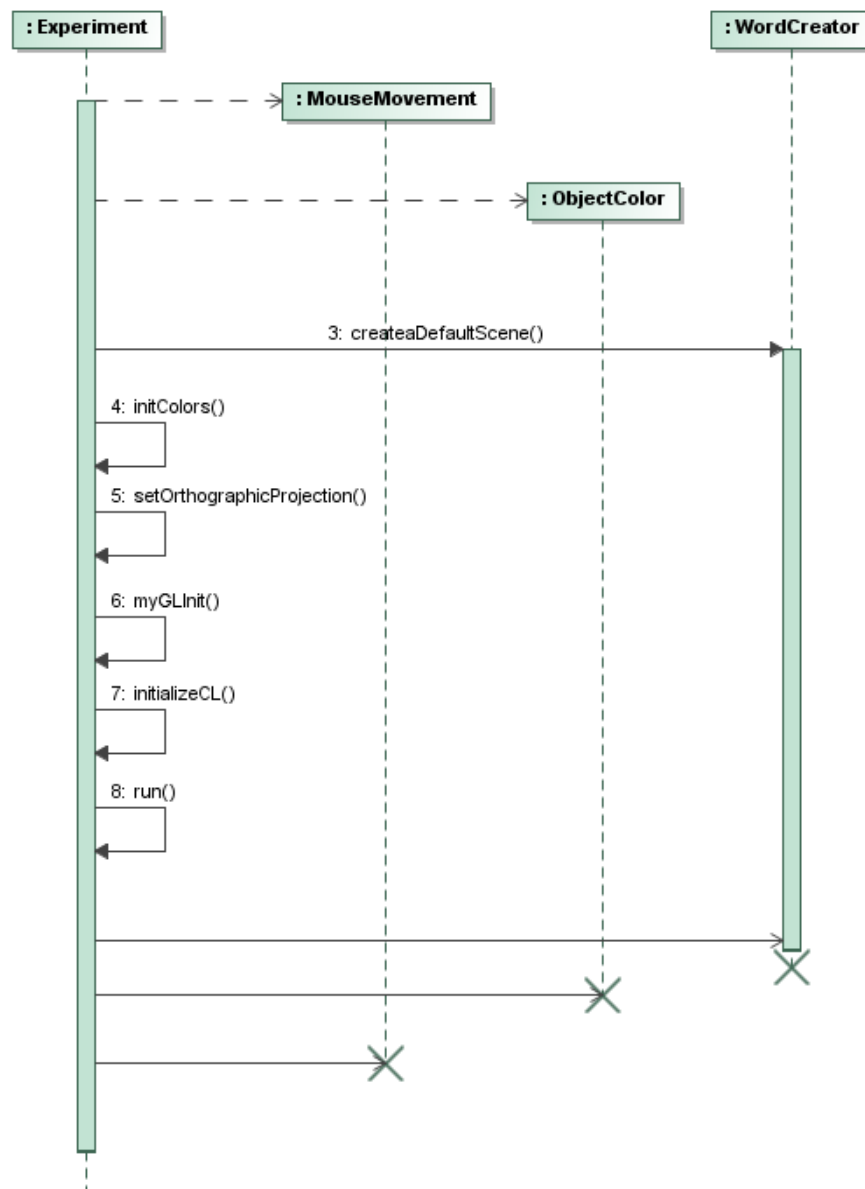 : Experiment
: WordCreator
: MouseMovement
: ObjectColor
3: createaDefaultScene()
4: initColors()
5: setOrthographicProjection()
6: myGLInit()
7: initializeCL()
8: run()